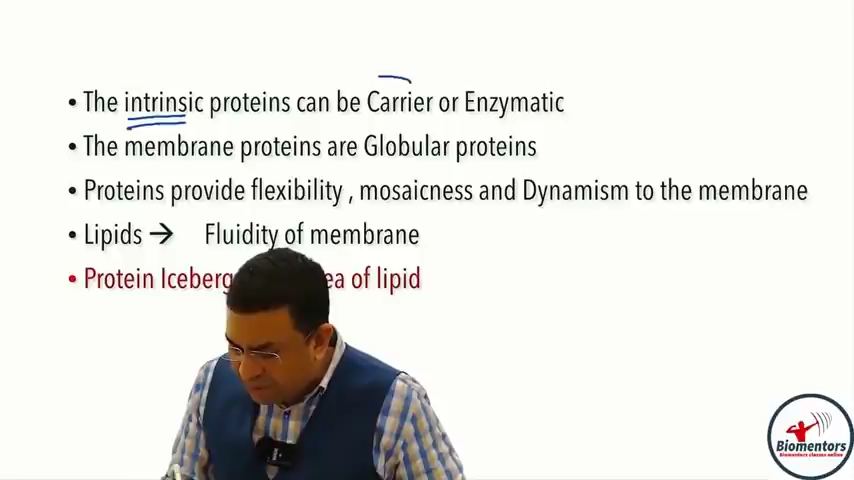 • The intrinsic proteins can be Carrier or Enzymatic
• The membrane proteins are Globular proteins
• Proteins provide flexibility , mosaicness and Dynamism to the membrane
• Lipids → Fluidity of membrane
• Protein Iceberg of lipid
Biomentors
Biomentors classes online